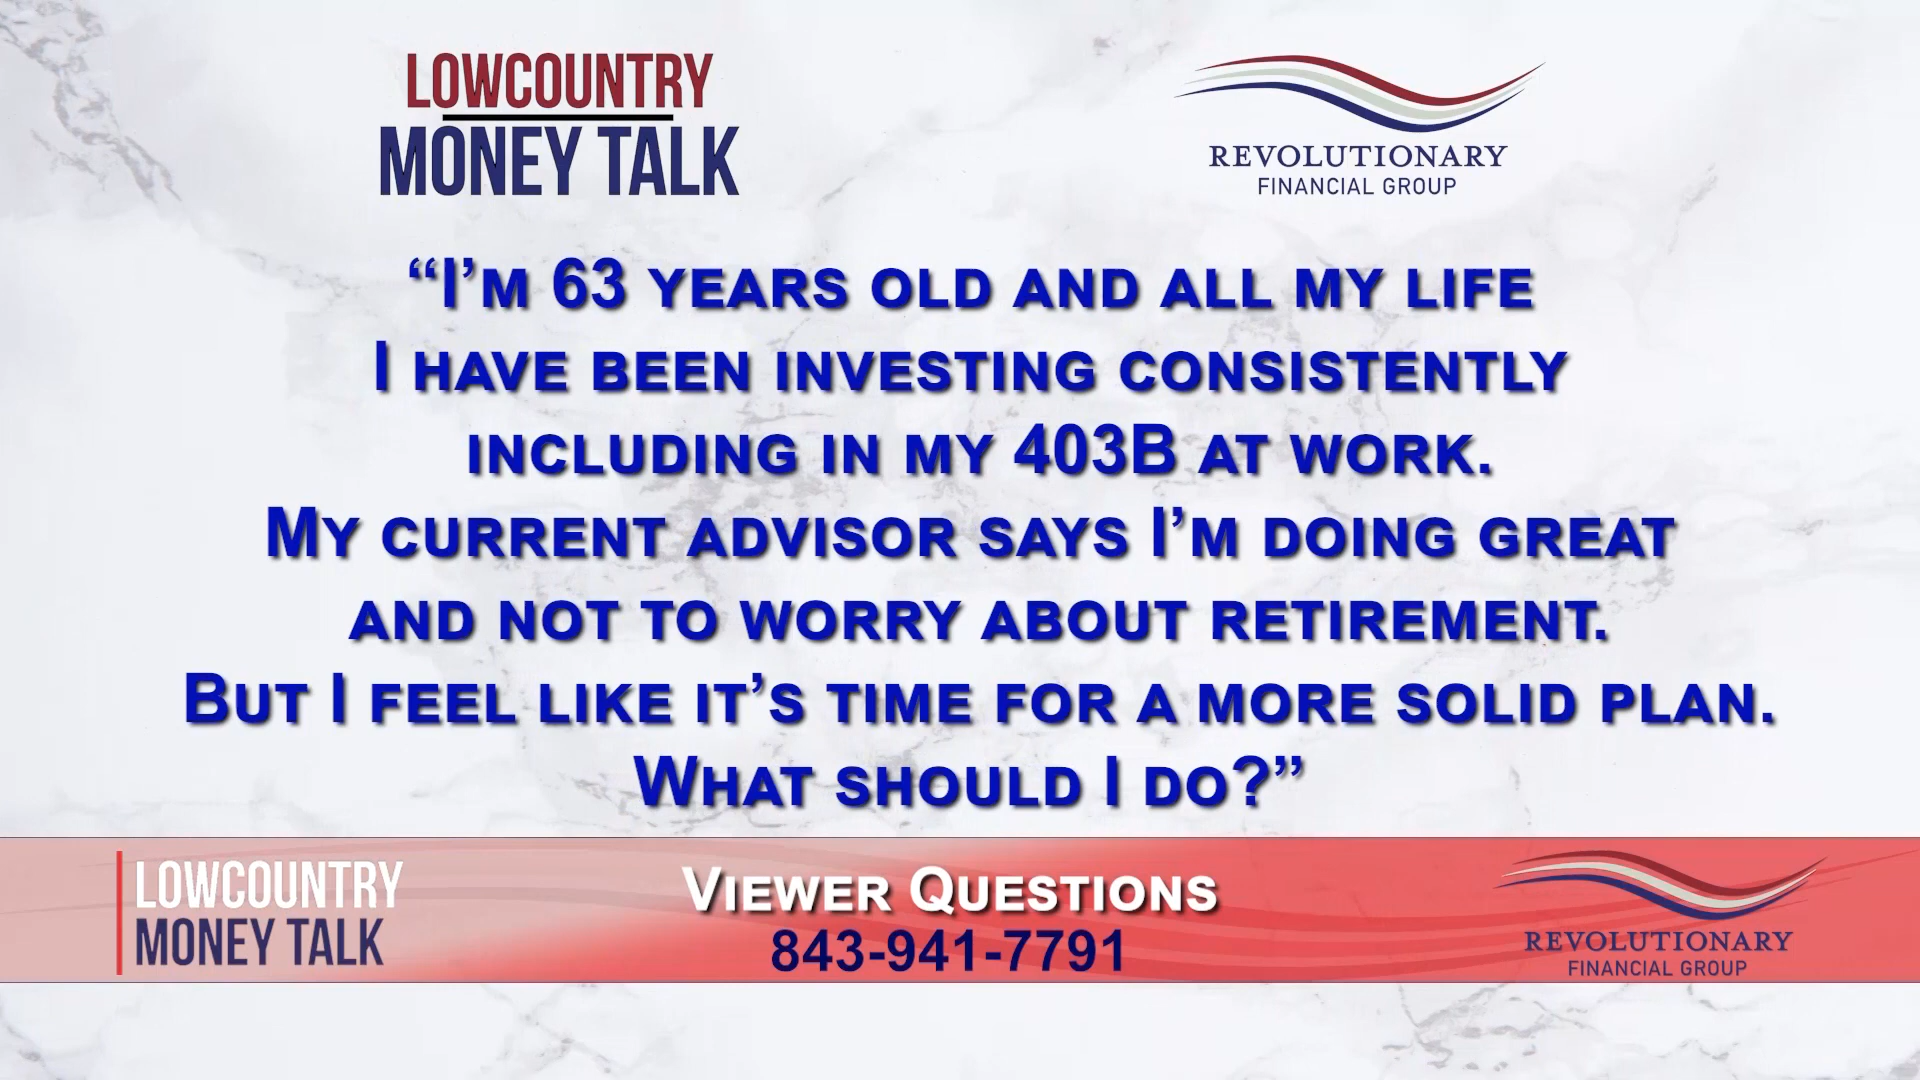 LOWCOUNTRY
MONEY TALK
REVOLUTIONARY
FINANCIAL GROUP
“I’m 63 years old and all my life
I have been investing consistently
including in my 403B at work.
My current advisor says I’m doing great
and not to worry about retirement.
But I feel like it’s time for a more solid plan.
What should I do?”
LOWCOUNTRY
MONEY TALK
Viewer Questions
843-941-7791
REVOLUTIONARY
FINANCIAL GROUP